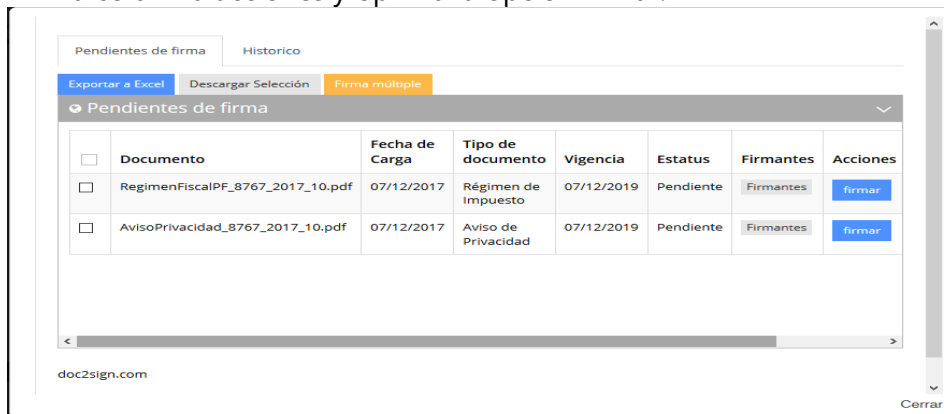 Pendientes de firma Historico
Exportar a Excel Descargar Selección Firma múltiple
Pendientes de firma
Documento Fecha de Carga Tipo de documento Vigencia Estatus Firmantes Acciones
RegimenFiscalPF_8767_2017_10.pdf 07/12/2017 Régimen de Impuesto 07/12/2019 Pendiente Firmantes firmar
AvisoPrivacidad_8767_2017_10.pdf 07/12/2017 Aviso de Privacidad 07/12/2019 Pendiente Firmantes firmar
doc2sign.com
Cerrar